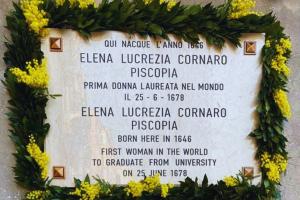 QUI NACQUE L'ANNO 1646
ELENA LUCREZIA CORNARO
PISCOPIA
PRIMA DONNA LAUREATA NEL MONDO
IL 25 - 6 - 1678
ELENA LUCREZIA CORNARO
PISCOPIA
BORN HERE IN 1646
FIRST WOMAN IN THE WORLD
TO GRADUATE FROM UNIVERSITY
ON 25 JUNE 1678